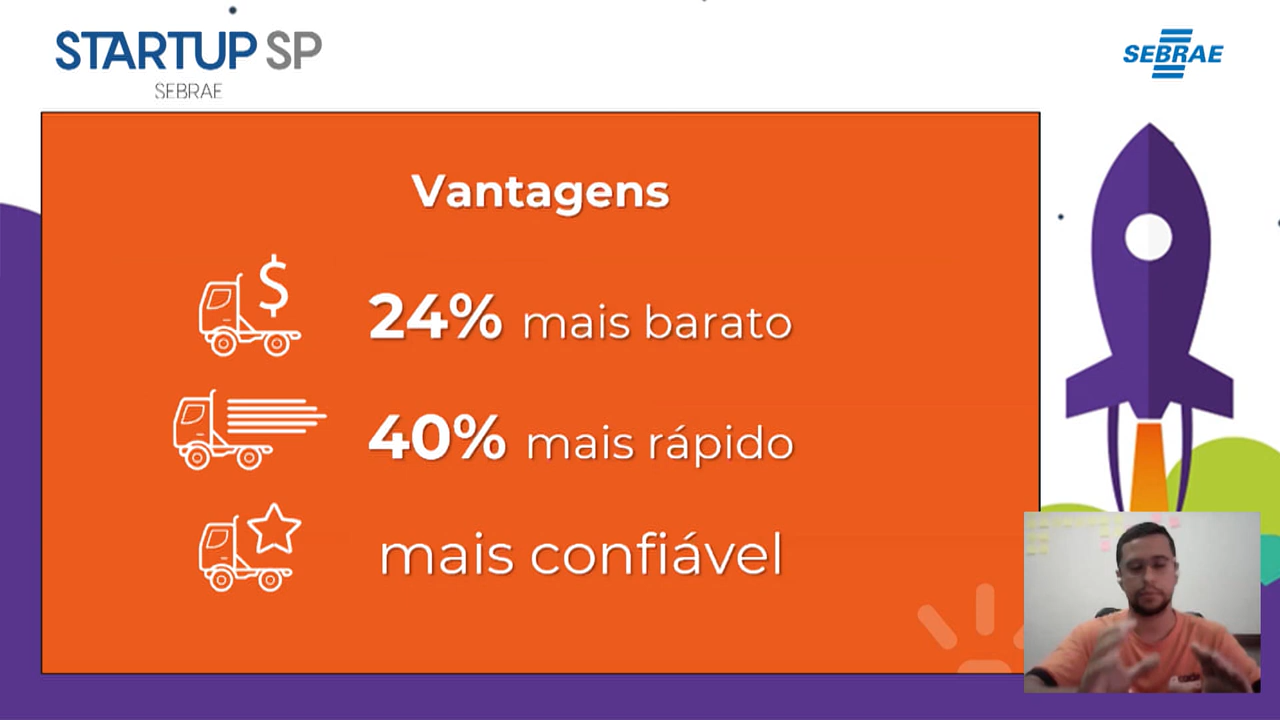 STARTUP SP
SEBRAE
SEBRAE
Vantagens
$
24% mais barato
40% mais rápido
mais confiável